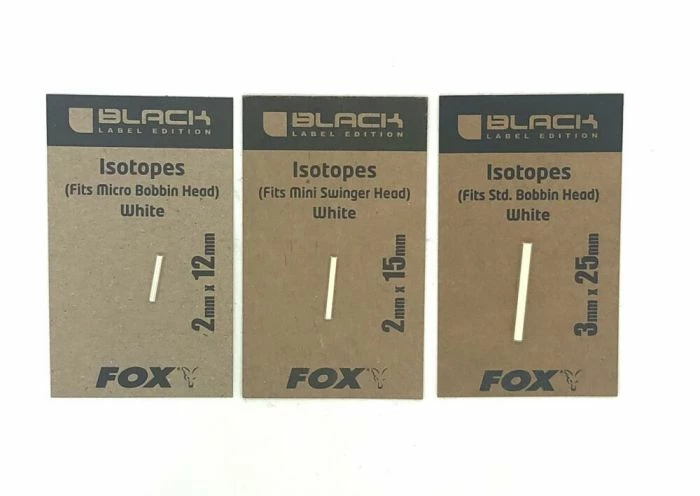 BLACK
LABEL EDITION
Isotopes
(Fits Micro Bobbin Head)
White
2mm x 12mm
FOX
BLACK
LABEL EDITION
Isotopes
(Fits Mini Swinger Head)
White
2mm x 15mm
FOX
BLACK
LABEL EDITION
Isotopes
(Fits Std. Bobbin Head)
White
3mm x 25mm
FOX